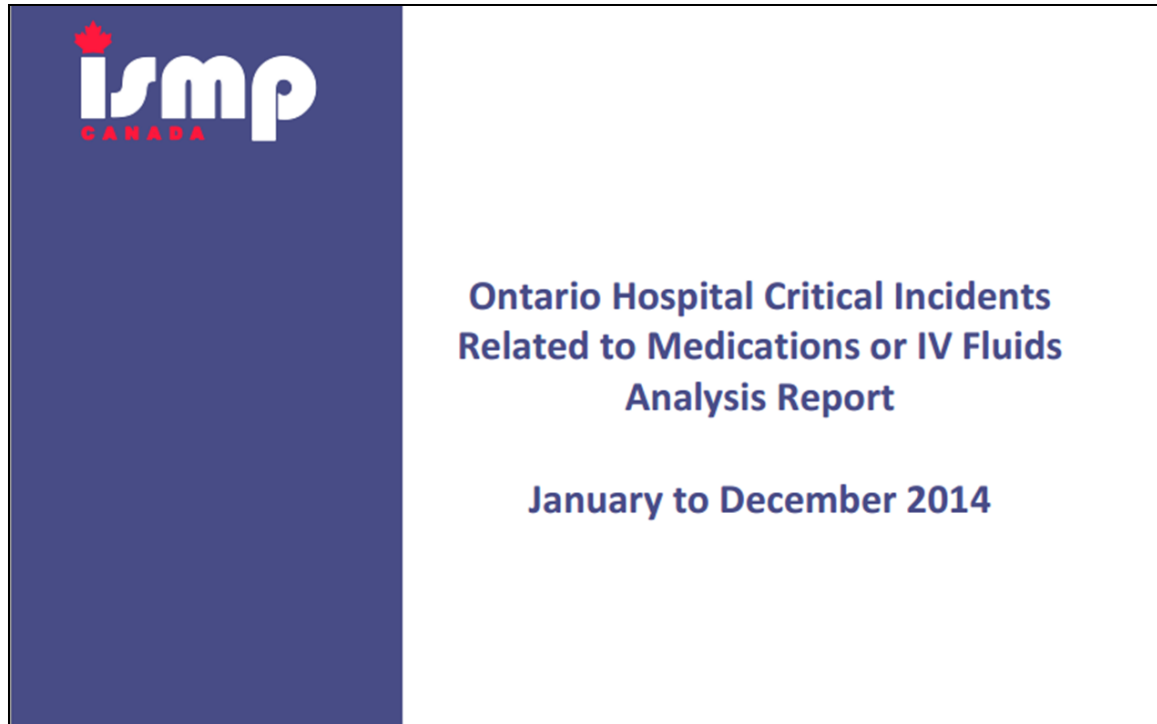 ismp
CANADA
Ontario Hospital Critical Incidents
Related to Medications or IV Fluids
Analysis Report
January to December 2014